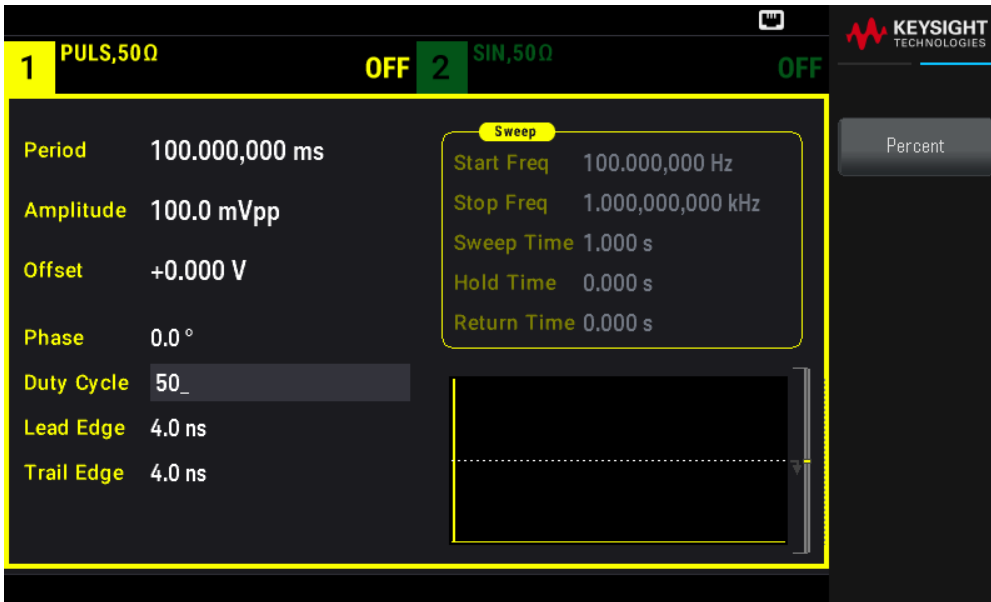 KEYSIGHT
TECHNOLOGIES
1 PULS,50Ω OFF
2 SIN,50Ω OFF
Period 100.000,000 ms
Amplitude 100.0 mVpp
Offset +0.000 V
Phase 0.0 °
Duty Cycle 50_
Lead Edge 4.0 ns
Trail Edge 4.0 ns
Sweep
Start Freq 100.000,000 Hz
Stop Freq 1.000,000,000 kHz
Sweep Time 1.000 s
Hold Time 0.000 s
Return Time 0.000 s
Percent